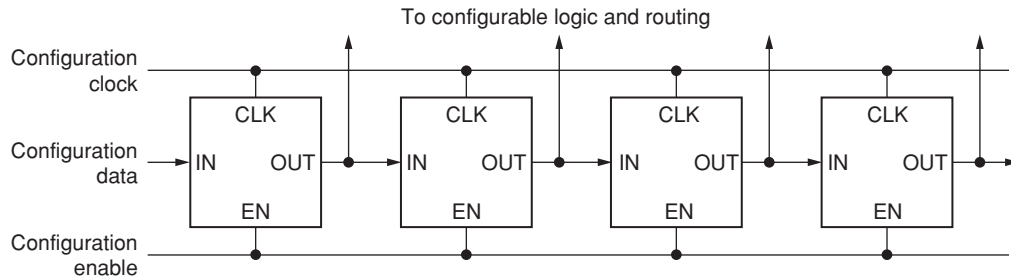 To configurable logic and routing
Configuration
clock
CLK
CLK
CLK
CLK
Configuration
data
IN OUT
IN OUT
IN OUT
IN OUT
EN
EN
EN
EN
Configuration
enable